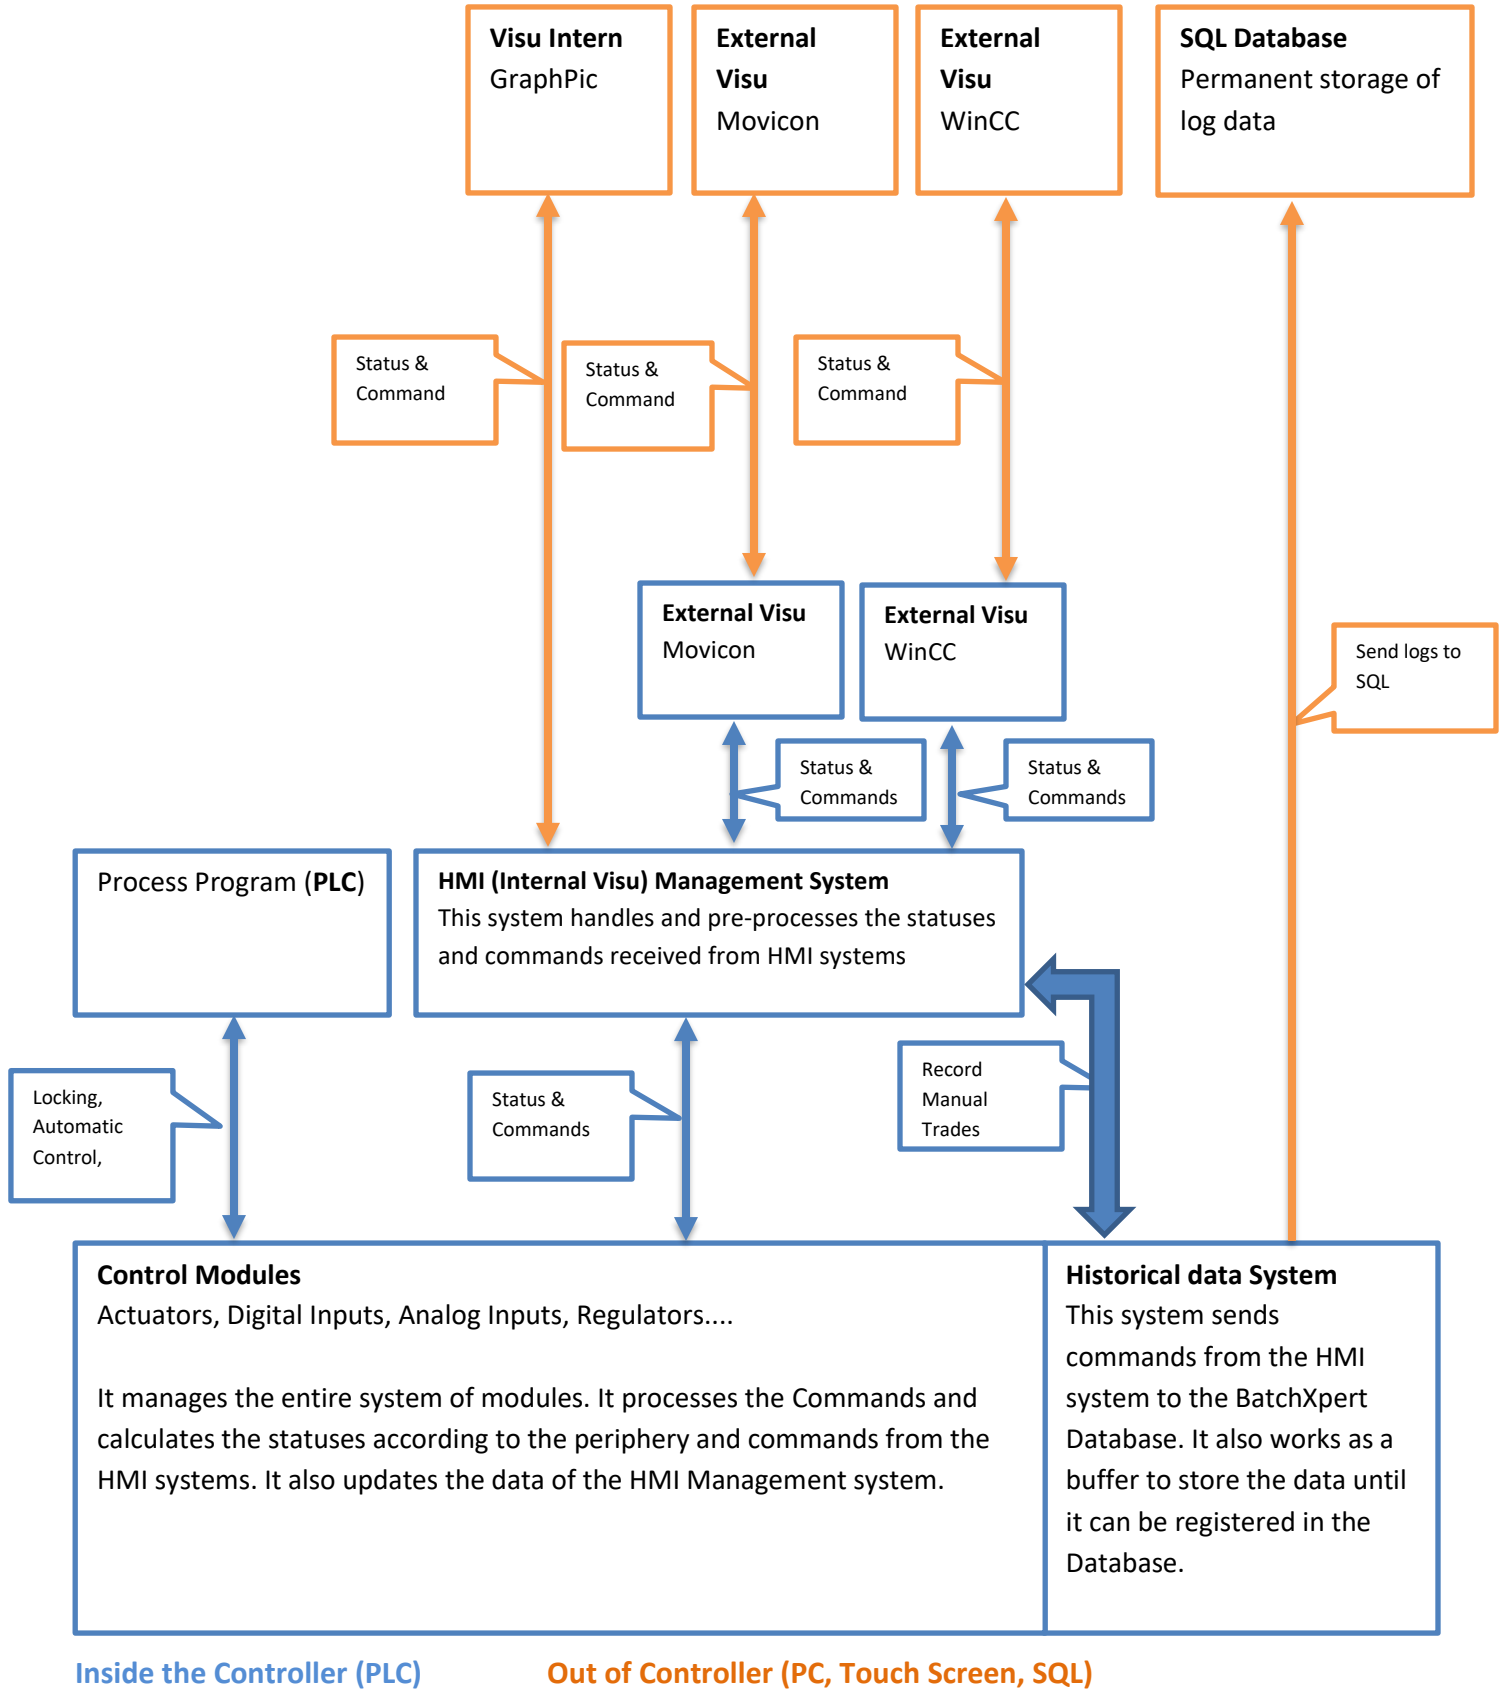 Visu Intern
GraphPic
External
Visu
Movicon
External
Visu
WinCC
SQL Database
Permanent storage of
log data
Status &
Command
Status &
Command
Status &
Command
External Visu
Movicon
External Visu
WinCC
Send logs to
SQL
Status &
Commands
Status &
Commands
Process Program (PLC)
HMI (Internal Visu) Management System
This system handles and pre-processes the statuses
and commands received from HMI systems
Locking,
Automatic
Control,
Status &
Commands
Record
Manual
Trades
Control Modules
Actuators, Digital Inputs, Analog Inputs, Regulators....
It manages the entire system of modules. It processes the Commands and
calculates the statuses according to the periphery and commands from the
HMI systems. It also updates the data of the HMI Management system.
Historical data System
This system sends
commands from the HMI
system to the BatchXpert
Database. It also works as a
buffer to store the data until
it can be registered in the
Database.
Inside the Controller (PLC)
Out of Controller (PC, Touch Screen, SQL)